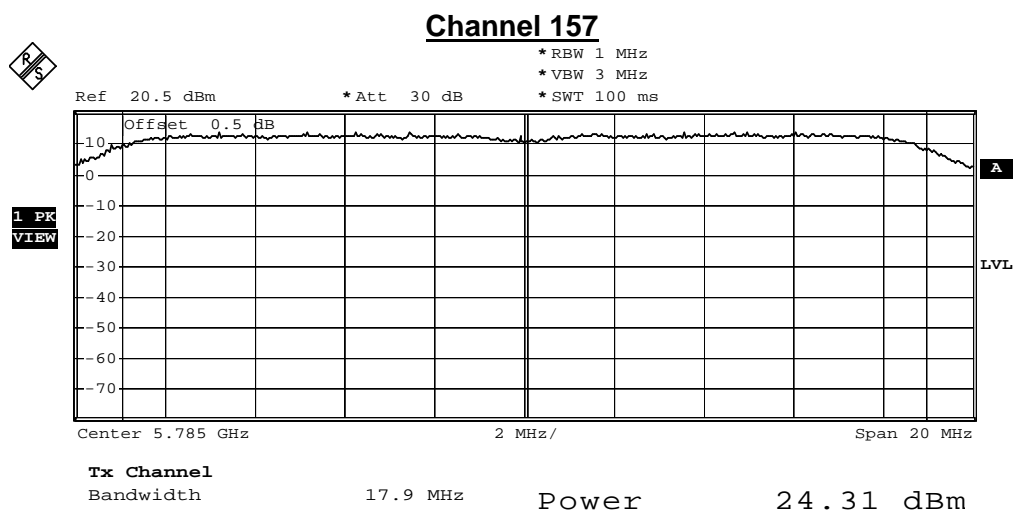 Channel 157
* RBW 1 MHz
* VBW 3 MHz
Ref 20.5 dBm * Att 30 dB * SWT 100 ms
R
S
Offset 0.5 dB
10
0
-10
-20
-30
-40
-50
-60
-70
1 PK
VIEW
A
LVL
Center 5.785 GHz 2 MHz/ Span 20 MHz
Tx Channel
Bandwidth 17.9 MHz Power 24.31 dBm